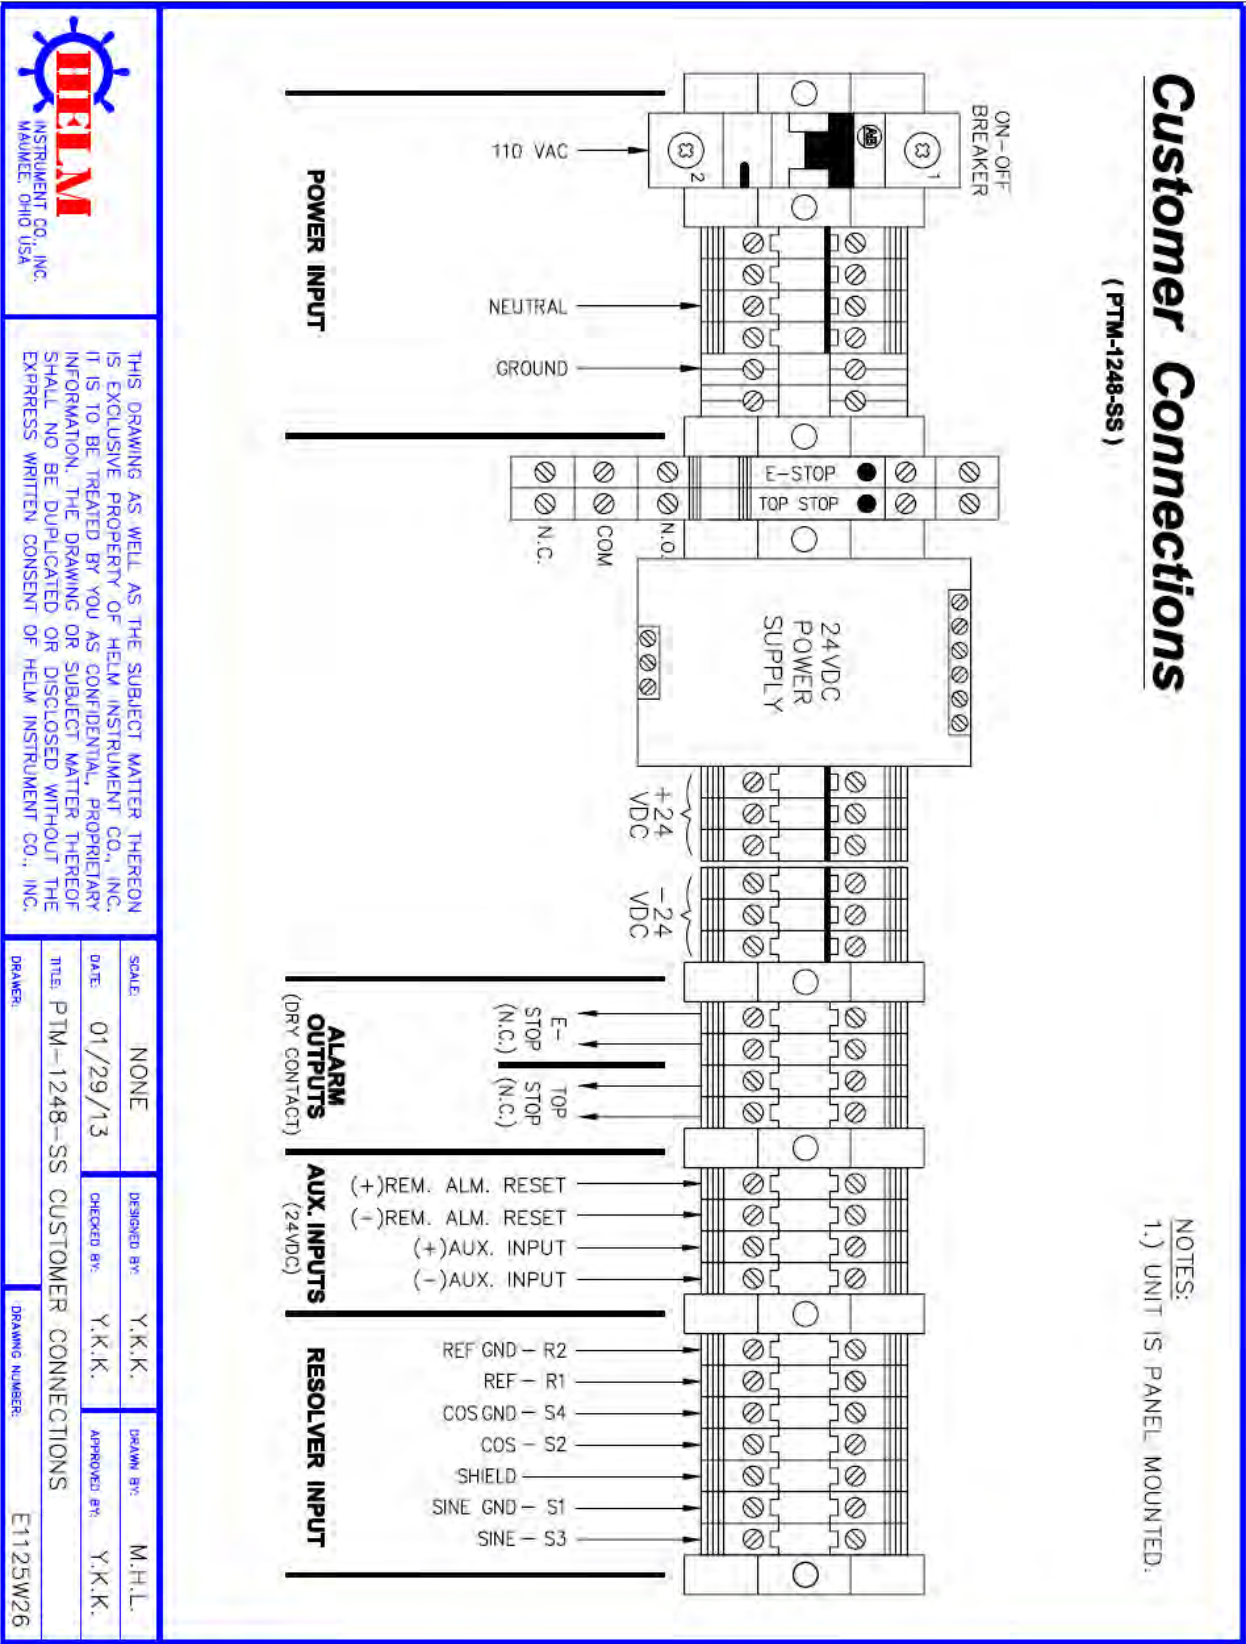 Customer Connections
( PTM-1248-SS )
NOTES:
1.) UNIT IS PANEL MOUNTED.
ON-OFF
BREAKER
1
A-B
2
110 VAC
NEUTRAL
GROUND
POWER INPUT
E-STOP
TOP STOP
N.O.
COM
N.C.
24VDC
POWER
SUPPLY
+24
VDC
-24
VDC
E-
STOP
(N.C.)
TOP
STOP
(N.C.)
ALARM
OUTPUTS
(DRY CONTACT)
(+)REM. ALM. RESET
(-)REM. ALM. RESET
(+)AUX. INPUT
(-)AUX. INPUT
AUX. INPUTS
(24VDC)
REF GND - R2
REF - R1
COS GND - S4
COS - S2
SHIELD
SINE GND - S1
SINE - S3
RESOLVER INPUT
HELM
INSTRUMENT CO., INC.
MAUMEE, OHIO USA
THIS DRAWING AS WELL AS THE SUBJECT MATTER THEREON
IS EXCLUSIVE PROPERTY OF HELM INSTRUMENT CO., INC.
IT IS TO BE TREATED BY YOU AS CONFIDENTIAL, PROPRIETARY
INFORMATION. THE DRAWING OR SUBJECT MATTER THEREOF
SHALL NO BE DUPLICATED OR DISCLOSED WITHOUT THE
EXPRRESS WRITTEN CONSENT OF HELM INSTRUMENT CO., INC.
SCALE: NONE
DESIGNED BY: Y.K.K.
DRAWN BY: M.H.L.
DATE: 01/29/13
CHECKED BY: Y.K.K.
APPROVED BY: Y.K.K.
TITLE: PTM-1248-SS CUSTOMER CONNECTIONS
DRAWER:
DRAWING NUMBER: E1125W26